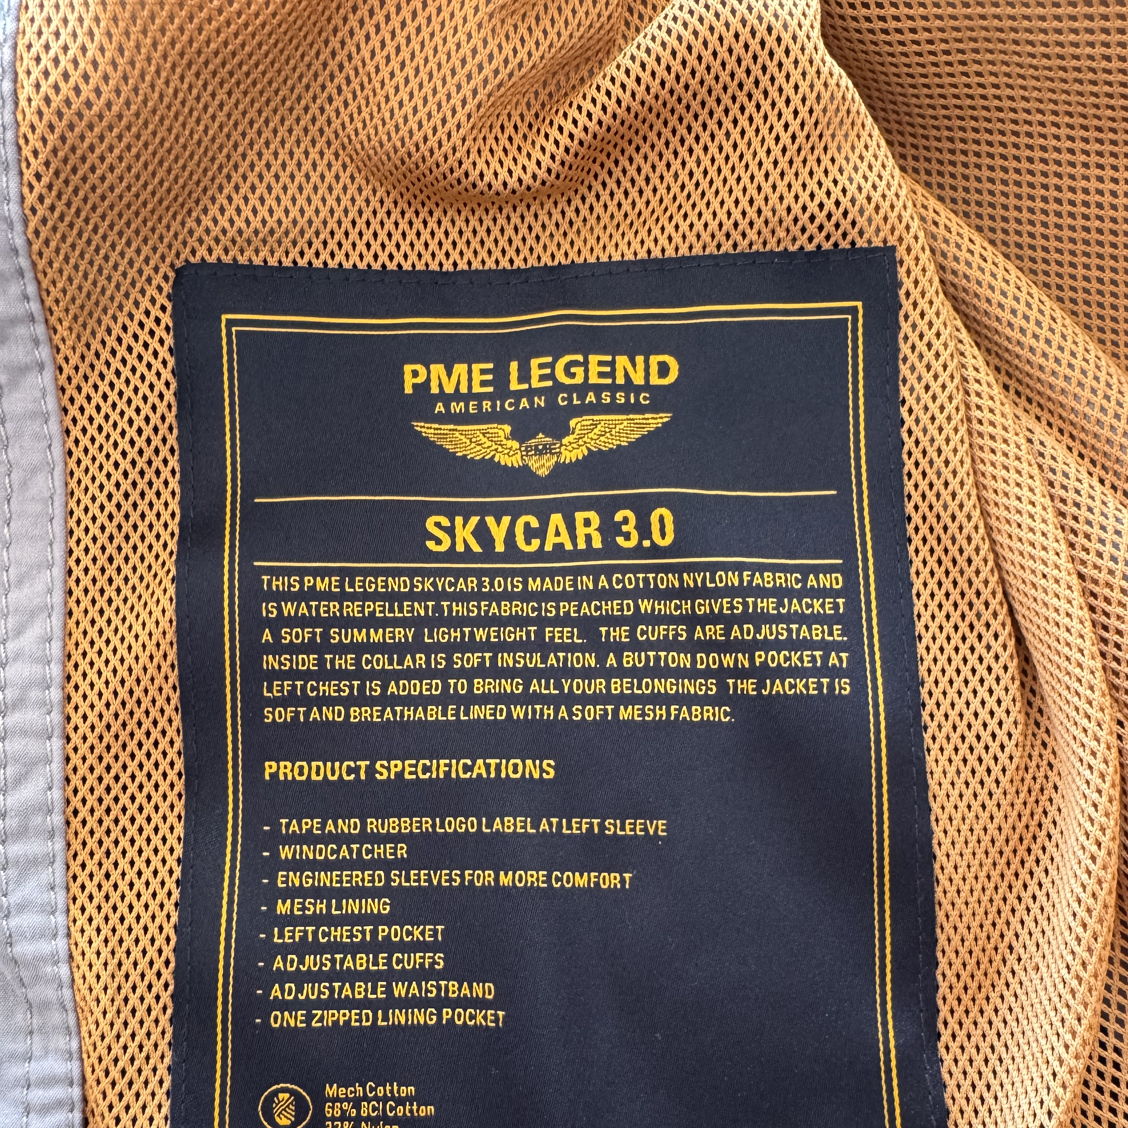 PME LEGEND
AMERICAN CLASSIC
PME
SKYCAR 3.0
THIS PME LEGEND SKYCAR 3.0 IS MADE IN A COTTON NYLON FABRIC AND
IS WATER REPELLENT. THIS FABRIC IS PEACHED WHICH GIVES THE JACKET
A SOFT SUMMERY LIGHTWEIGHT FEEL. THE CUFFS ARE ADJUSTABLE.
INSIDE THE COLLAR IS SOFT INSULATION. A BUTTON DOWN POCKET AT
LEFT CHEST IS ADDED TO BRING ALL YOUR BELONGINGS THE JACKET IS
SOFT AND BREATHABLE LINED WITH A SOFT MESH FABRIC.
PRODUCT SPECIFICATIONS
- TAPE AND RUBBER LOGO LABEL AT LEFT SLEEVE
- WINDCATCHER
- ENGINEERED SLEEVES FOR MORE COMFORT
- MESH LINING
- LEFT CHEST POCKET
- ADJUSTABLE CUFFS
- ADJUSTABLE WAISTBAND
- ONE ZIPPED LINING POCKET
Mech Cotton
68% BCI Cotton
32% Nylon